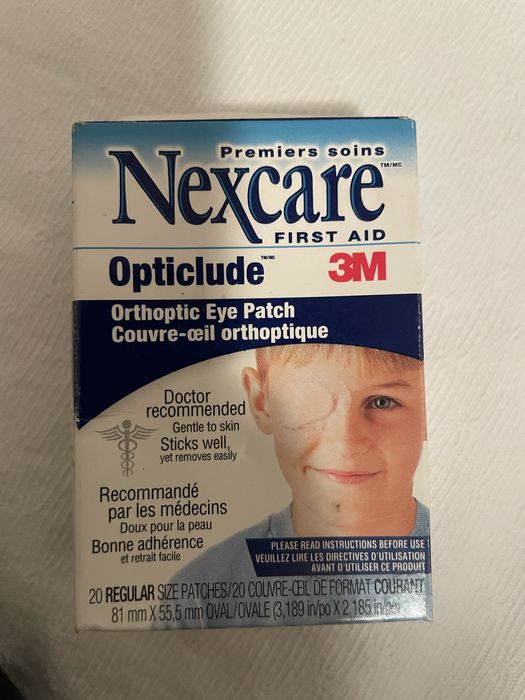 Premiers soins
Nexcare TM/MC
FIRST AID
Opticlude TM/MC 3M
Orthoptic Eye Patch
Couvre-œil orthoptique
Doctor
recommended
Gentle to skin
Sticks well,
yet removes easily
Recommandé
par les médecins
Doux pour la peau
Bonne adhérence
et retrait facile
PLEASE READ INSTRUCTIONS BEFORE USE
VEUILLEZ LIRE LES DIRECTIVES D'UTILISATION
AVANT D'UTILISER CE PRODUIT
20 REGULAR SIZE PATCHES/20 COUVRE-ŒIL DE FORMAT COURANT
81 mm X 55,5 mm OVAL/OVALE (3,189 in/po X 2,185 in/po)